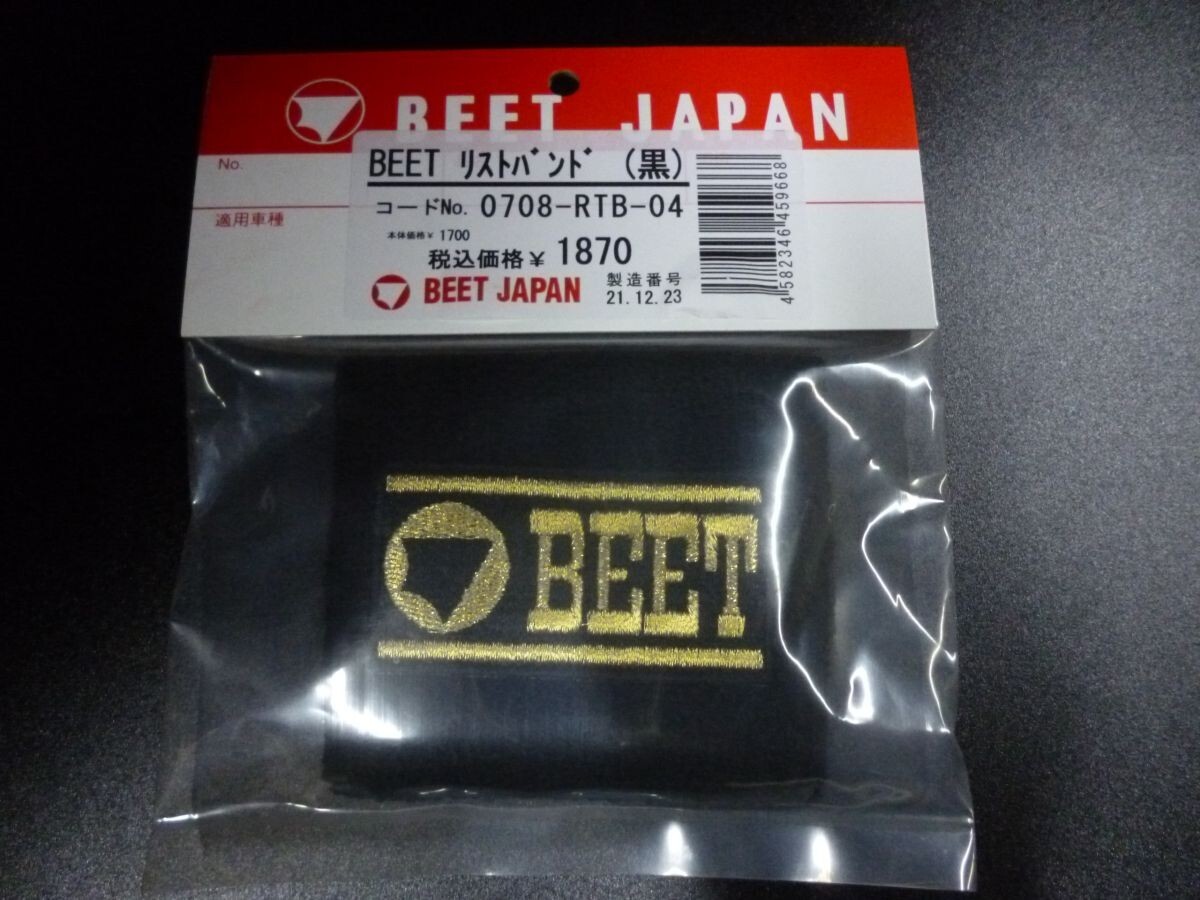 BEET JAPAN
No.
適用車種
BEET ﾘｽﾄﾊﾞﾝﾄﾞ (黒)
コードNo. 0708-RTB-04
本体価格¥ 1700
税込価格¥ 1870
BEET JAPAN
製造番号
21.12.23
4582346459668
BEET